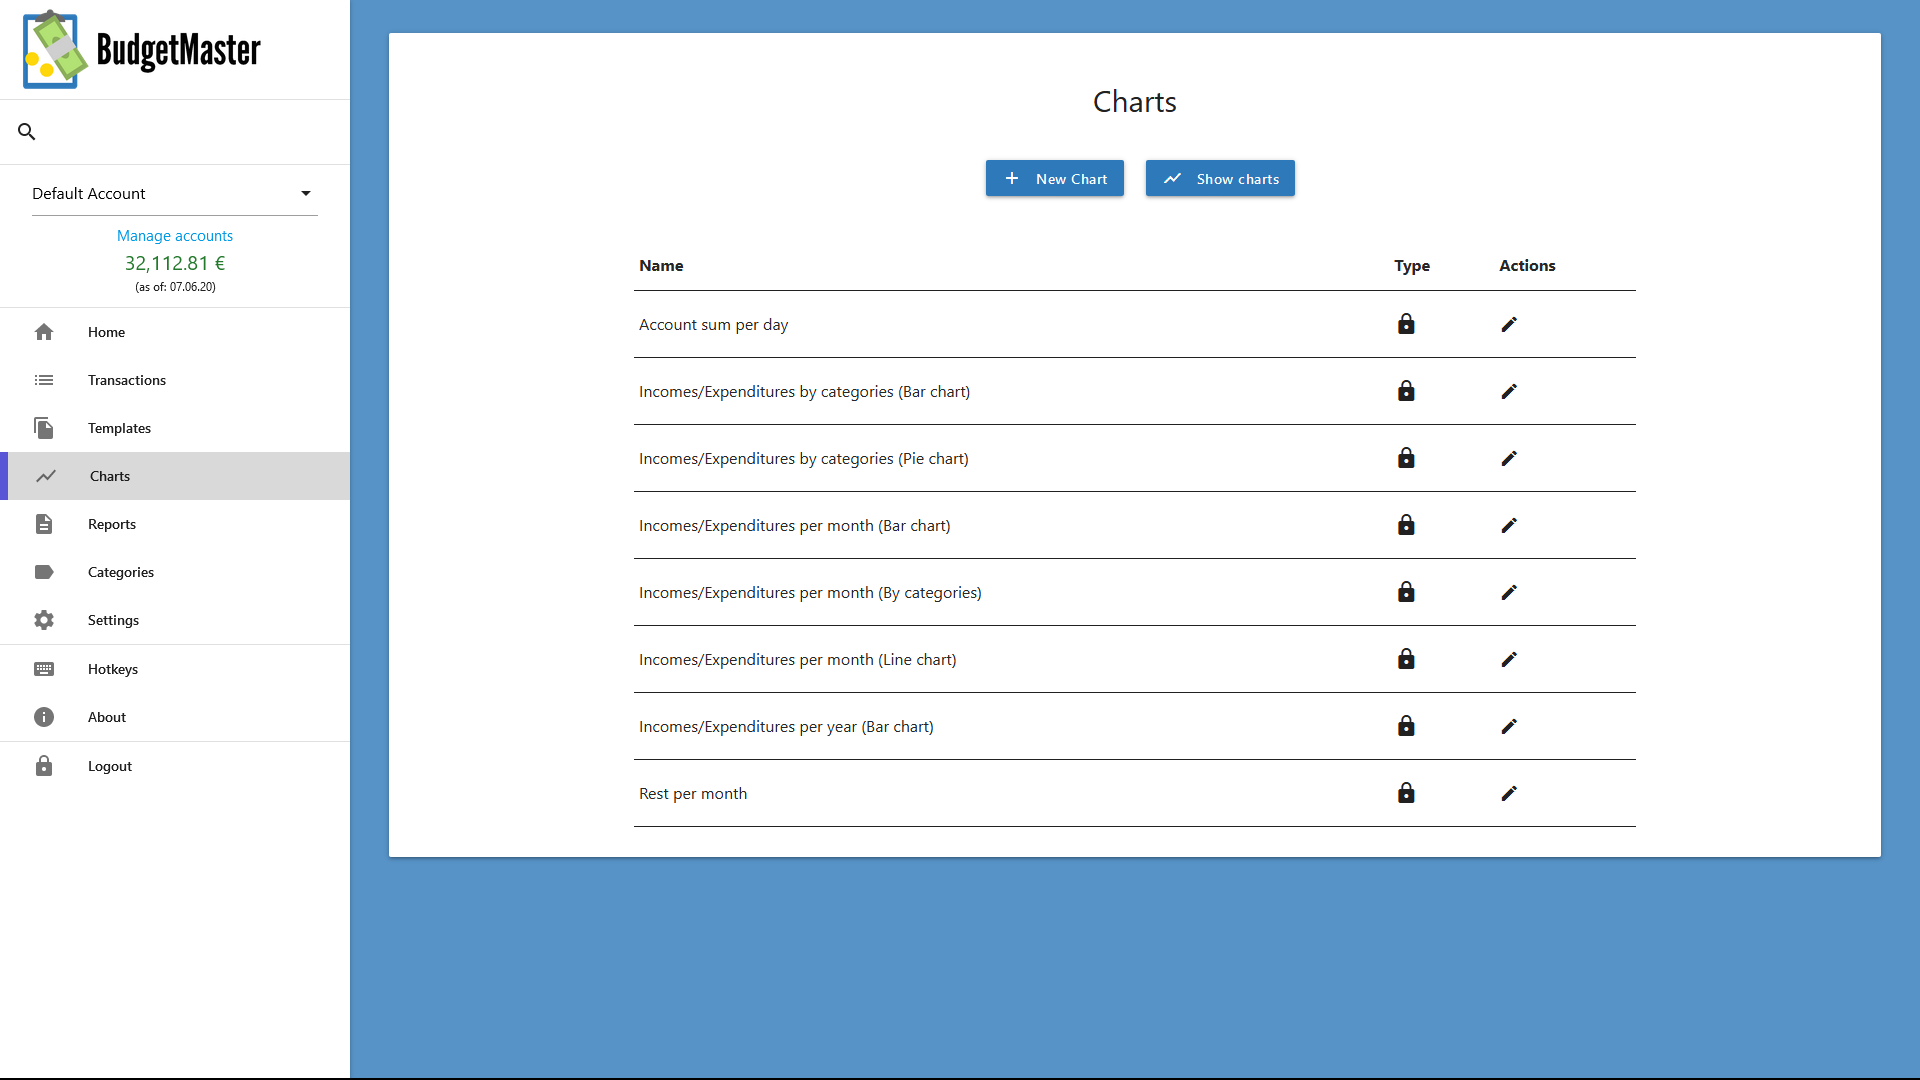 BudgetMaster
Default Account
Manage accounts
32,112.81 €
(as of: 07.06.20)
Home
Transactions
Templates
Charts
Reports
Categories
Settings
Hotkeys
About
Logout
Charts
New Chart
Show charts
Name Type Actions
Account sum per day
Incomes/Expenditures by categories (Bar chart)
Incomes/Expenditures by categories (Pie chart)
Incomes/Expenditures per month (Bar chart)
Incomes/Expenditures per month (By categories)
Incomes/Expenditures per month (Line chart)
Incomes/Expenditures per year (Bar chart)
Rest per month